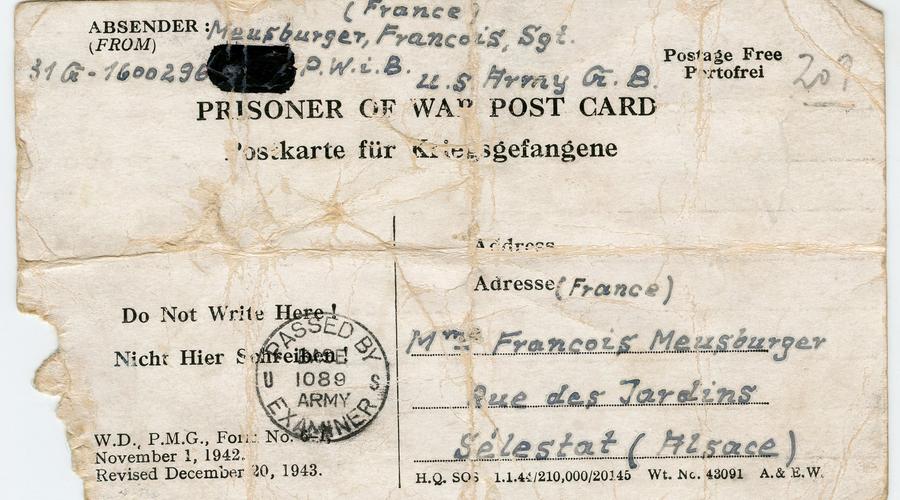 (France)
ABSENDER : Meusburger, Francois, Sgt.
(FROM)
31 G-1600296 P.W.i.B. U.S Army G.B.
Postage Free
Portofrei
PRISONER OF WAR POST CARD
Postkarte für Kriegsgefangene
Address
Adresse (France)
Do Not Write Here !
Nicht Hier Schreiben !
PASSED BY
BASE
U 1089 S
ARMY
EXAMINER
Mme Francois Meusburger
Rue des Jardins
Sélestat (Alsace)
W.D., P.M.G., Form No. 6-1,
November 1, 1942.
Revised December 20, 1943.
H.Q. SOS 1.1.44/210,000/20145 Wt. No. 43091 A.& E.W.